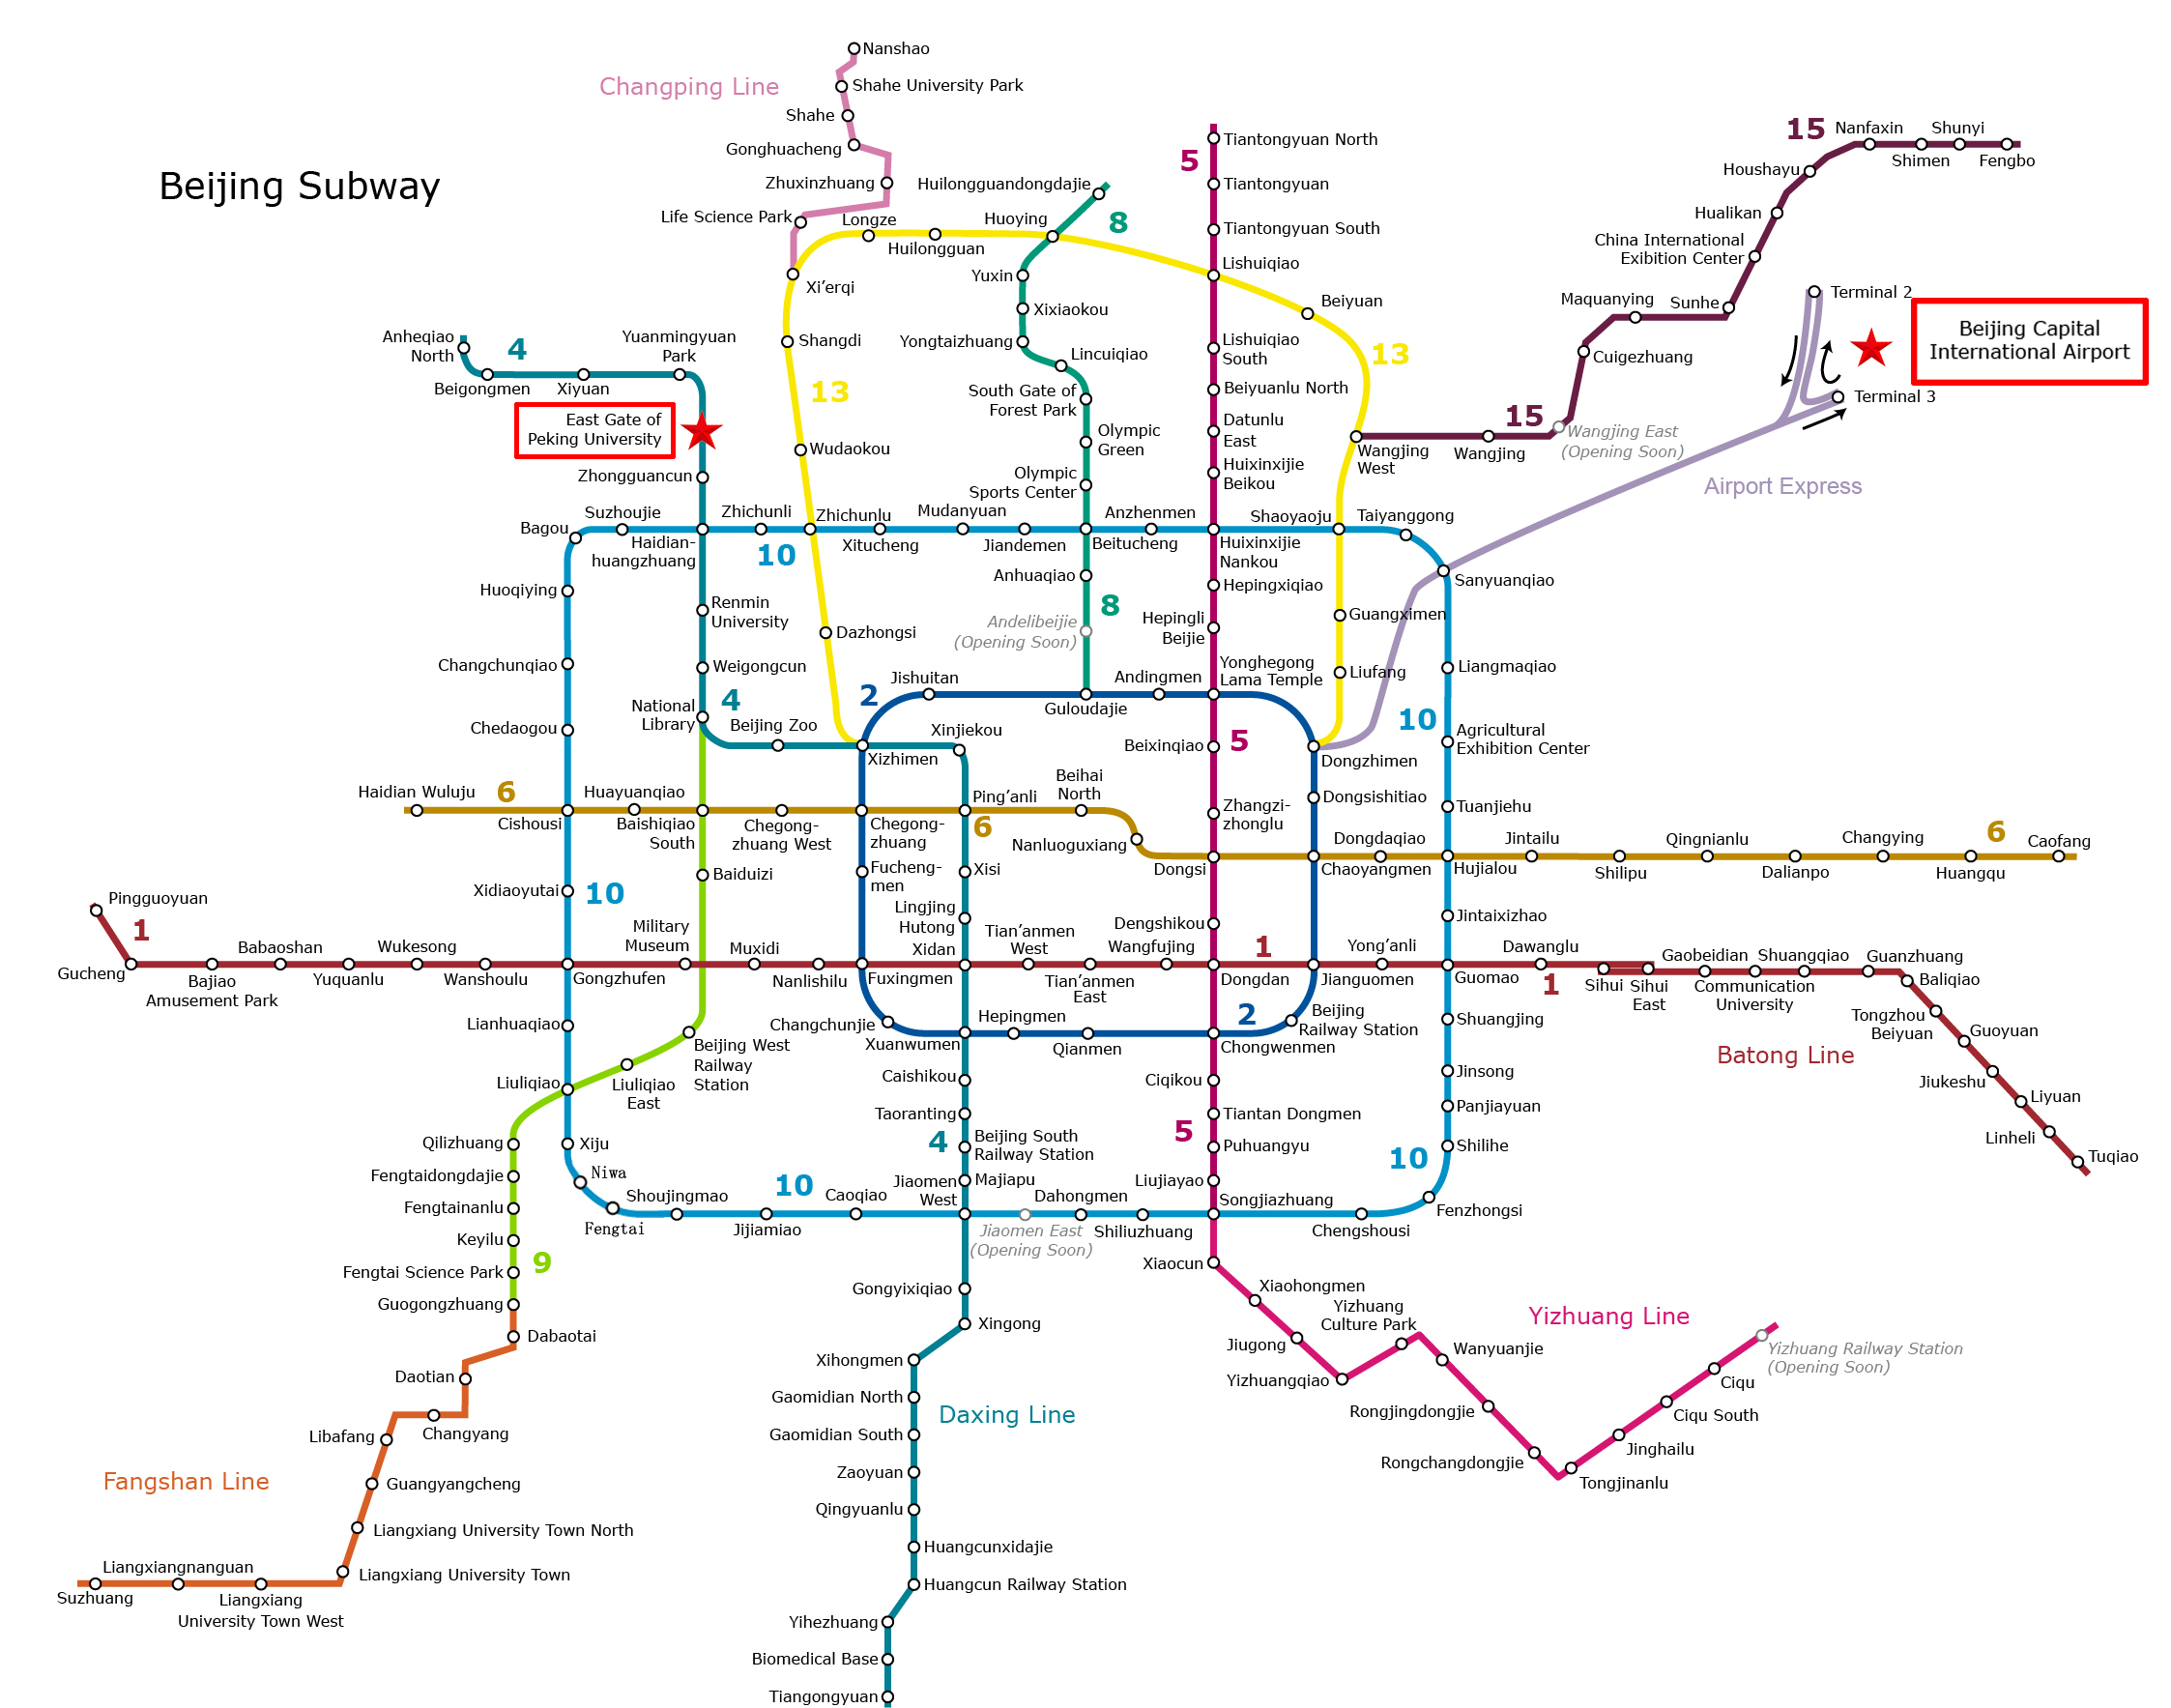 Nanshao
Changping Line
Shahe University Park
Shahe
Gonghuacheng
Zhuxinzhuang
Life Science Park
Beijing Subway
Longze
Huilongguan
Xi’erqi
Huilongguandongdajie
Huoying
8
Yuxin
Xixiaokou
Yongtaizhuang
Lincuiqiao
South Gate of
Forest Park
Olympic
Green
Olympic
Sports Center
5
Tiantongyuan North
Tiantongyuan
Tiantongyuan South
Lishuiqiao
Beiyuan
Lishuiqiao
South
Beiyuanlu North
Datunlu
East
Huixinxijie
Beikou
13
15
Nanfaxin
Shunyi
Shimen
Fengbo
Houshayu
Hualikan
China International
Exibition Center
Maquanying
Sunhe
Cuigezhuang
15
Wangjing East
(Opening Soon)
Wangjing
West
Wangjing
Terminal 2
Beijing Capital
International Airport
Terminal 3
Airport Express
Anheqiao
North
4
Yuanmingyuan
Park
Beigongmen
Xiyuan
East Gate of
Peking University
Zhongguancun
Shangdi
13
Wudaokou
Bagou
Suzhoujie
Haidian-
huangzhuang
Zhichunli
10
Zhichunlu
Xitucheng
Mudanyuan
Jiandemen
Beitucheng
Anzhenmen
Huixinxijie
Nankou
Shaoyaoju
Taiyanggong
Sanyuanqiao
Anhuaqiao
8
Andelibeijie
(Opening Soon)
Hepingxiqiao
Hepingli
Beijie
Guangximen
Liufang
Huoqiying
Changchunqiao
Chedaogou
Renmin
University
Weigongcun
National
Library
4
Dazhongsi
Beijing Zoo
2
Jishuitan
Xinjiekou
Xizhimen
Guloudajie
Andingmen
Yonghegong
Lama Temple
Beixinqiao
5
Dongzhimen
Dongsishitiao
Liangmaqiao
10
Agricultural
Exhibition Center
Tuanjiehu
Haidian Wuluju
6
Cishousi
Huayuanqiao
Baishiqiao
South
Chegong-
zhuang West
Chegong-
zhuang
Ping’anli
6
Beihai
North
Nanluoguxiang
Zhangzi-
zhonglu
Dongsi
Chaoyangmen
Dongdaqiao
Hujialou
Jintailu
Shilipu
Qingnianlu
Dalianpo
Changying
Huangqu
6
Caofang
Baiduizi
Fucheng-
men
Xisi
Lingjing
Hutong
Xidiaoyutai
10
Dengshikou
Jintaixizhao
Pingguoyuan
1
Gucheng
Bajiao
Amusement Park
Babaoshan
Yuquanlu
Wukesong
Wanshoulu
Gongzhufen
Military
Museum
Muxidi
Nanlishilu
Fuxingmen
Xidan
Tian’anmen
West
Tian’anmen
East
Wangfujing
Dongdan
1
Jianguomen
Yong’anli
Guomao
Dawanglu
1
Sihui
Sihui
East
Gaobeidian
Communication
University
Shuangqiao
Guanzhuang
Baliqiao
Tongzhou
Beiyuan
Guoyuan
Jiukeshu
Liyuan
Linheli
Tuqiao
Batong Line
Lianhuaqiao
Beijing West
Railway
Station
Liuliqiao
East
Liuliqiao
Changchunjie
Xuanwumen
Hepingmen
Qianmen
2
Chongwenmen
Beijing
Railway Station
Shuangjing
Jinsong
Panjiayuan
Shilihe
10
Fenzhongsi
Caishikou
Taoranting
4
Beijing South
Railway Station
Majiapu
Jiaomen
West
Ciqikou
Tiantan Dongmen
5
Puhuangyu
Liujiayao
Songjiazhuang
Chengshousi
Qilizhuang
Fengtaidongdajie
Fengtainanlu
Keyilu
Fengtai Science Park
Guogongzhuang
9
Xiju
Niwa
Fengtai
Shoujingmao
10
Jijiamiao
Caoqiao
Jiaomen East
(Opening Soon)
Dahongmen
Shiliuzhuang
Gongyixiqiao
Xingong
Xihongmen
Gaomidian North
Gaomidian South
Zaoyuan
Qingyuanlu
Huangcunxidajie
Huangcun Railway Station
Yihezhuang
Biomedical Base
Tiangongyuan
Daxing Line
Xiaocun
Xiaohongmen
Jiugong
Yizhuangqiao
Yizhuang
Culture Park
Wanyuanjie
Rongjingdongjie
Rongchangdongjie
Tongjinanlu
Jinghailu
Ciqu South
Ciqu
Yizhuang Railway Station
(Opening Soon)
Yizhuang Line
Dabaotai
Daotian
Changyang
Libafang
Guangyangcheng
Liangxiang University Town North
Liangxiang University Town
Liangxiang
University Town West
Liangxiangnanguan
Suzhuang
Fangshan Line